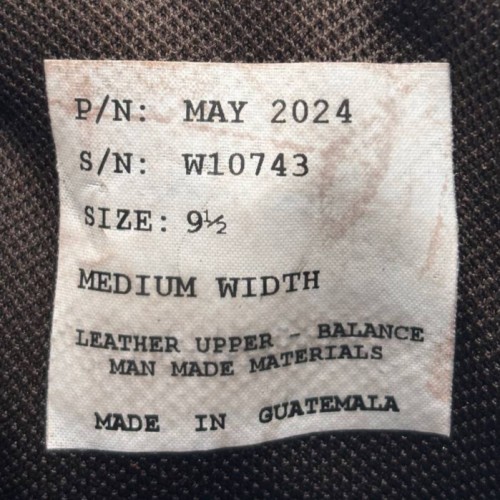 P/N: MAY 2024
S/N: W10743
SIZE: 9½
MEDIUM WIDTH
LEATHER UPPER - BALANCE
MAN MADE MATERIALS
MADE IN GUATEMALA